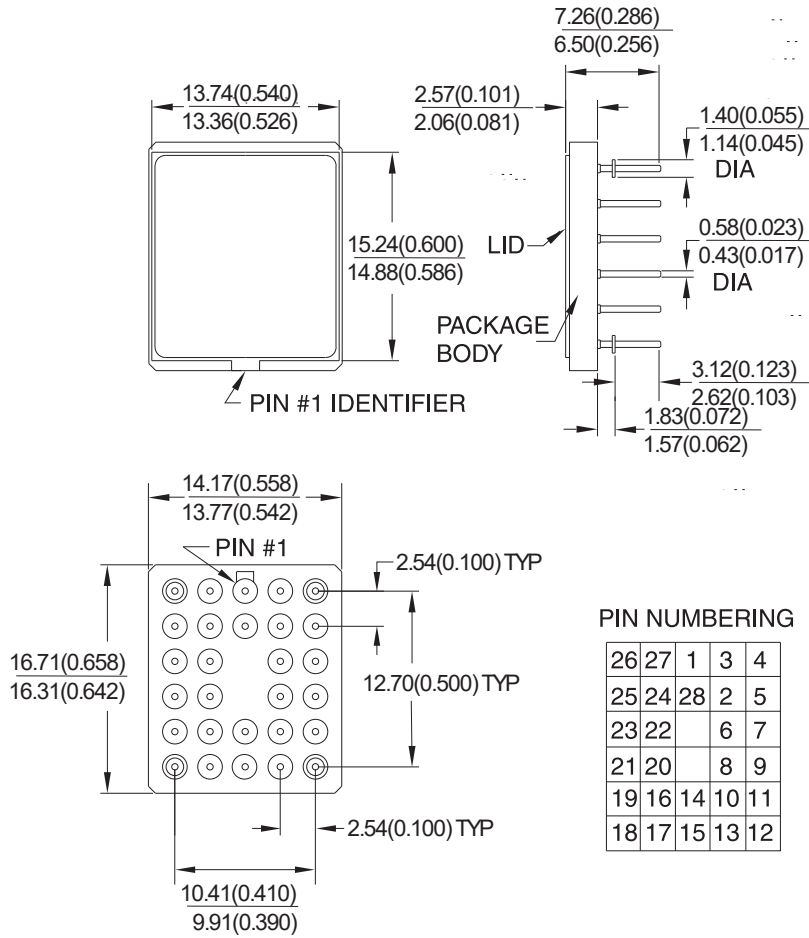 7.26(0.286)
6.50(0.256)
13.74(0.540)
13.36(0.526)
2.57(0.101)
2.06(0.081)
1.40(0.055)
1.14(0.045)
DIA
15.24(0.600)
14.88(0.586)
LID
0.58(0.023)
0.43(0.017)
DIA
PACKAGE
BODY
PIN #1 IDENTIFIER
3.12(0.123)
2.62(0.103)
1.83(0.072)
1.57(0.062)
14.17(0.558)
13.77(0.542)
PIN #1
2.54(0.100) TYP
16.71(0.658)
16.31(0.642)
12.70(0.500) TYP
2.54(0.100) TYP
10.41(0.410)
9.91(0.390)
PIN NUMBERING
26 27 1 3 4
25 24 28 2 5
23 22 6 7
21 20 8 9
19 16 14 10 11
18 17 15 13 12